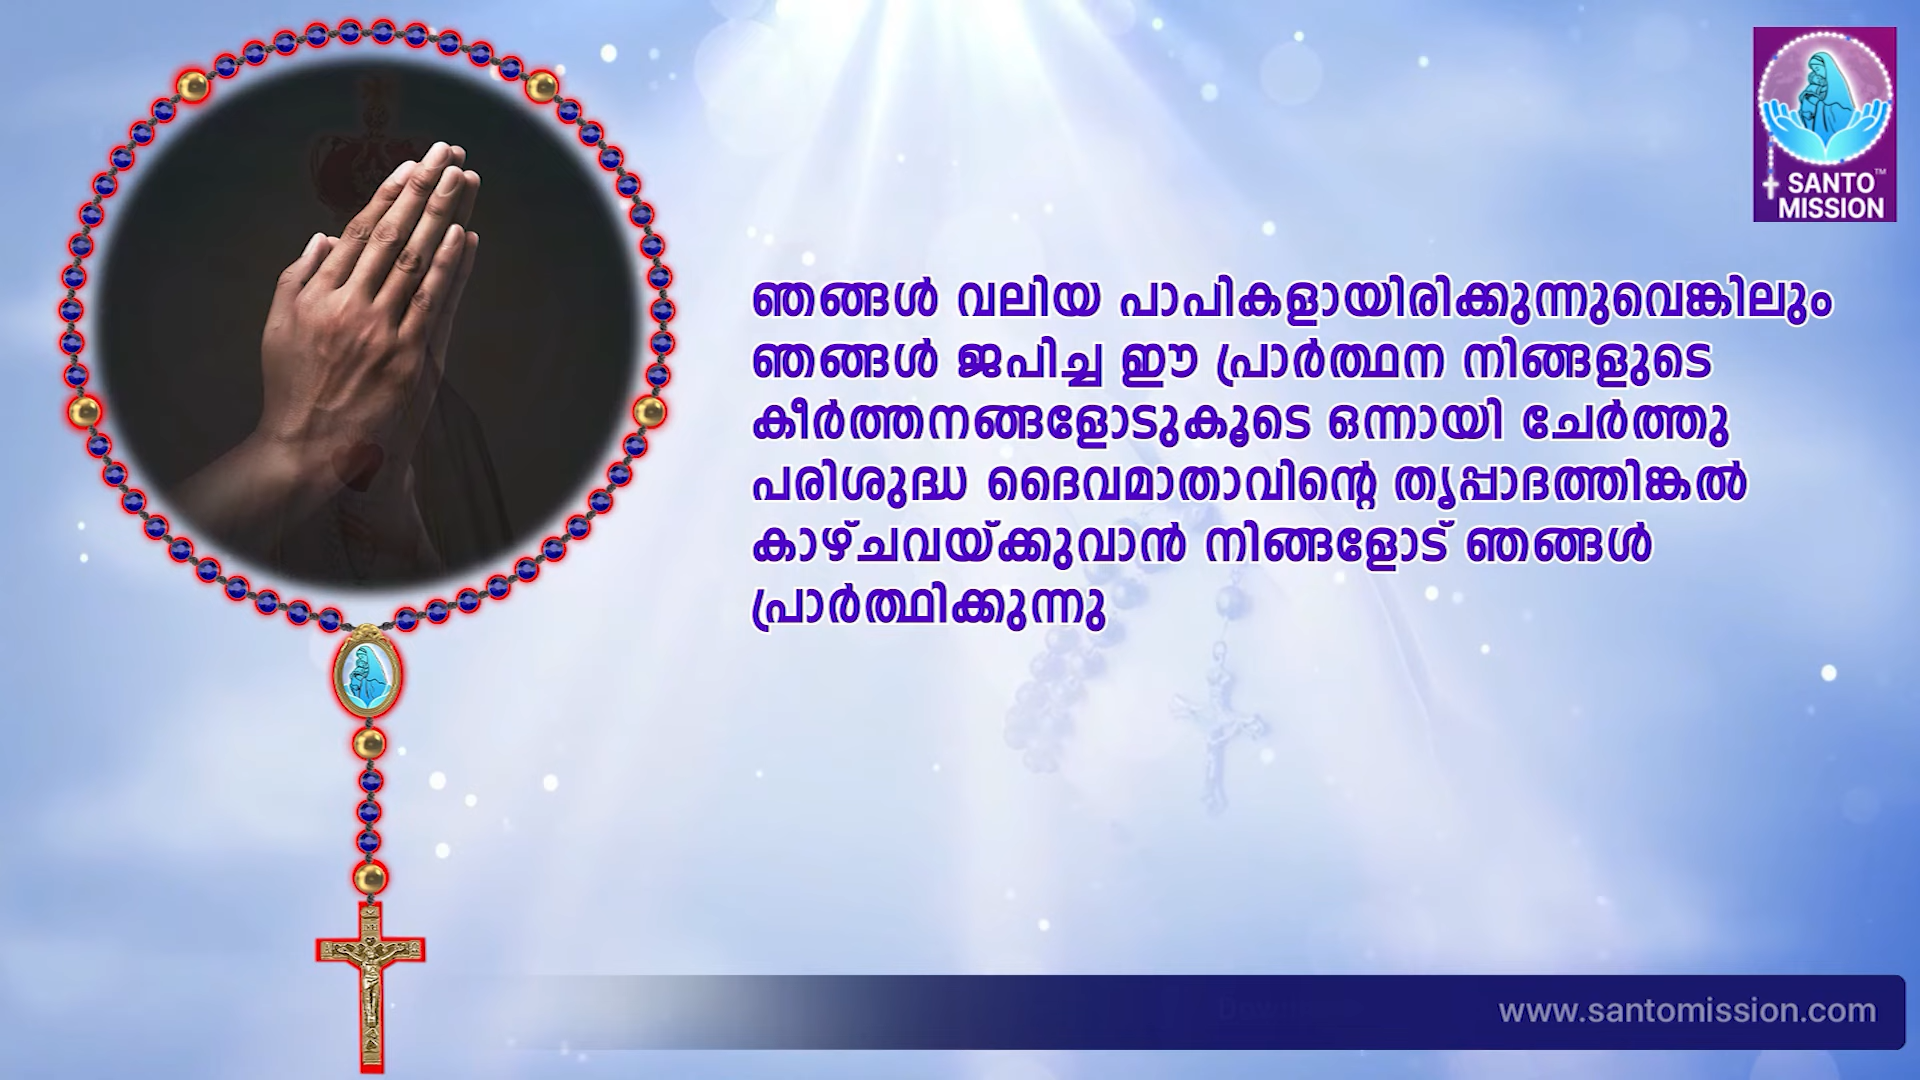 SANTO™
MISSION
ഞങ്ങൾ വലിയ പാപികളായിരിക്കുന്നുവെങ്കിലും
ഞങ്ങൾ ജപിച്ച ഈ പ്രാർത്ഥന നിങ്ങളുടെ
കീർത്തനങ്ങളോടുകൂടെ ഒന്നായി ചേർത്തു
പരിശുദ്ധ ദൈവമാതാവിന്റെ തൃപ്പാദത്തിങ്കൽ
കാഴ്ചവയ്ക്കുവാൻ നിങ്ങളോട് ഞങ്ങൾ
പ്രാർത്ഥിക്കുന്നു
www.santomission.com